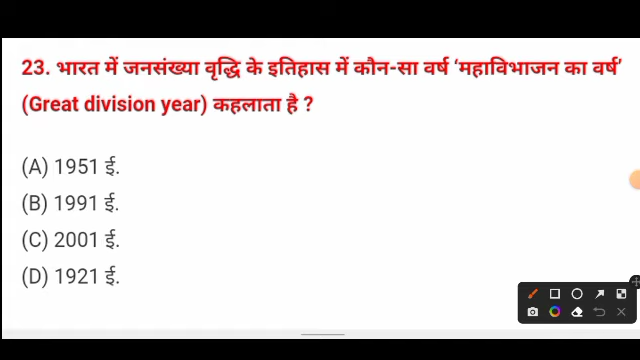 23. भारत में जनसंख्या वृद्धि के इतिहास में कौन-सा वर्ष ‘महाविभाजन का वर्ष’
(Great division year) कहलाता है ?
(A) 1951 ई.
(B) 1991 ई.
(C) 2001 ई.
(D) 1921 ई.